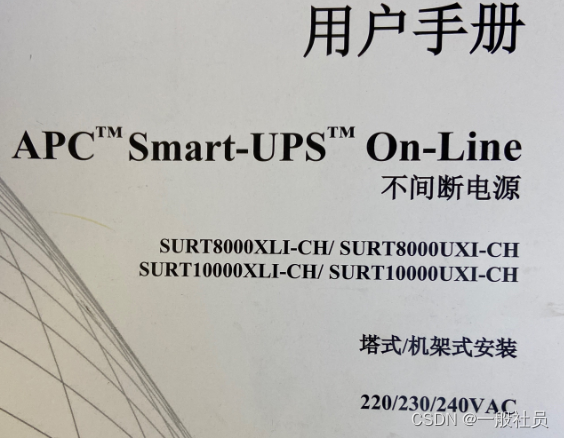 用户手册
APC™ Smart-UPS™ On-Line
不间断电源
SURT8000XLI-CH/ SURT8000UXI-CH
SURT10000XLI-CH/ SURT10000UXI-CH
塔式/机架式安装
220/230/240VAC
CSDN @一般社员